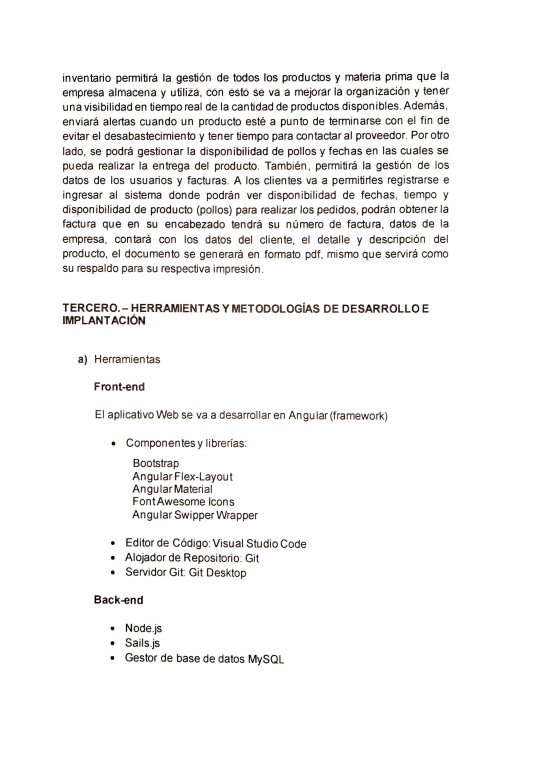 inventario permitirá la gestión de todos los productos y materia prima que la
empresa almacena y utiliza, con esto se va a mejorar la organización y tener
una visibilidad en tiempo real de la cantidad de productos disponibles. Además,
enviará alertas cuando un producto esté a punto de terminarse con el fin de
evitar el desabastecimiento y tener tiempo para contactar al proveedor. Por otro
lado, se podrá gestionar la disponibilidad de pollos y fechas en las cuales se
pueda realizar la entrega del producto. También, permitirá la gestión de los
datos de los usuarios y facturas. A los clientes va a permitirles registrarse e
ingresar al sistema donde podrán ver disponibilidad de fechas, tiempo y
disponibilidad de producto (pollos) para realizar los pedidos, podrán obtener la
factura que en su encabezado tendrá su número de factura, datos de la
empresa, contará con los datos del cliente, el detalle y descripción del
producto, el documento se generará en formato pdf, mismo que servirá como
su respaldo para su respectiva impresión.
TERCERO. – HERRAMIENTAS Y METODOLOGÍAS DE DESARROLLO E
IMPLANTACIÓN
a) Herramientas
Front-end
El aplicativo Web se va a desarrollar en Angular (framework)
• Componentes y librerías:
Bootstrap
Angular Flex-Layout
Angular Material
Font Awesome Icons
Angular Swipper Wrapper
• Editor de Código: Visual Studio Code
• Alojador de Repositorio: Git
• Servidor Git: Git Desktop
Back-end
• Node.js
• Sails.js
• Gestor de base de datos MySQL